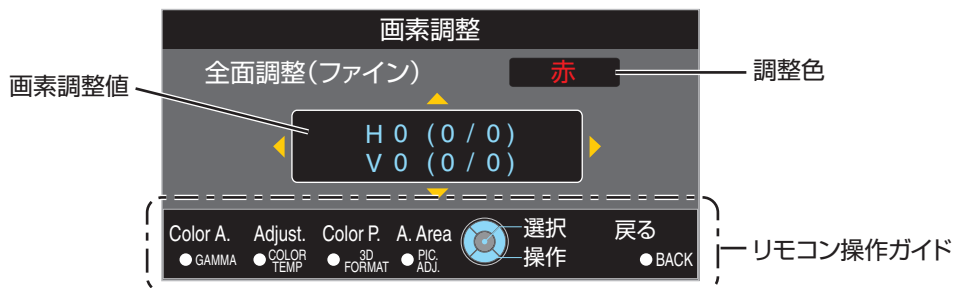 画素調整
全面調整（ファイン）
赤
調整色
画素調整値
H 0 (0 / 0)
V 0 (0 / 0)
Color A.
GAMMA
Adjust.
COLOR
TEMP
Color P.
3D
FORMAT
A. Area
PIC.
ADJ.
選択
操作
戻る
BACK
リモコン操作ガイド